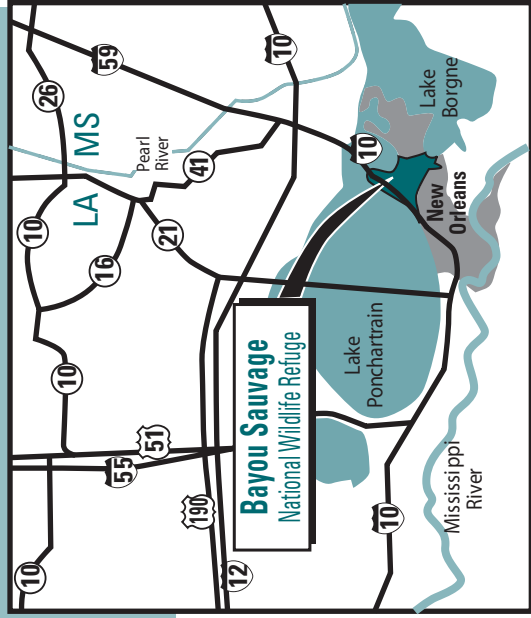 10
59
26
MS
Pearl
River
41
10
LA
10
21
16
10
Lake
Borgne
New
Orleans
Bayou Sauvage
National Wildlife Refuge
Lake
Ponchartrain
51
55
190
12
10
10
Mississippi
River